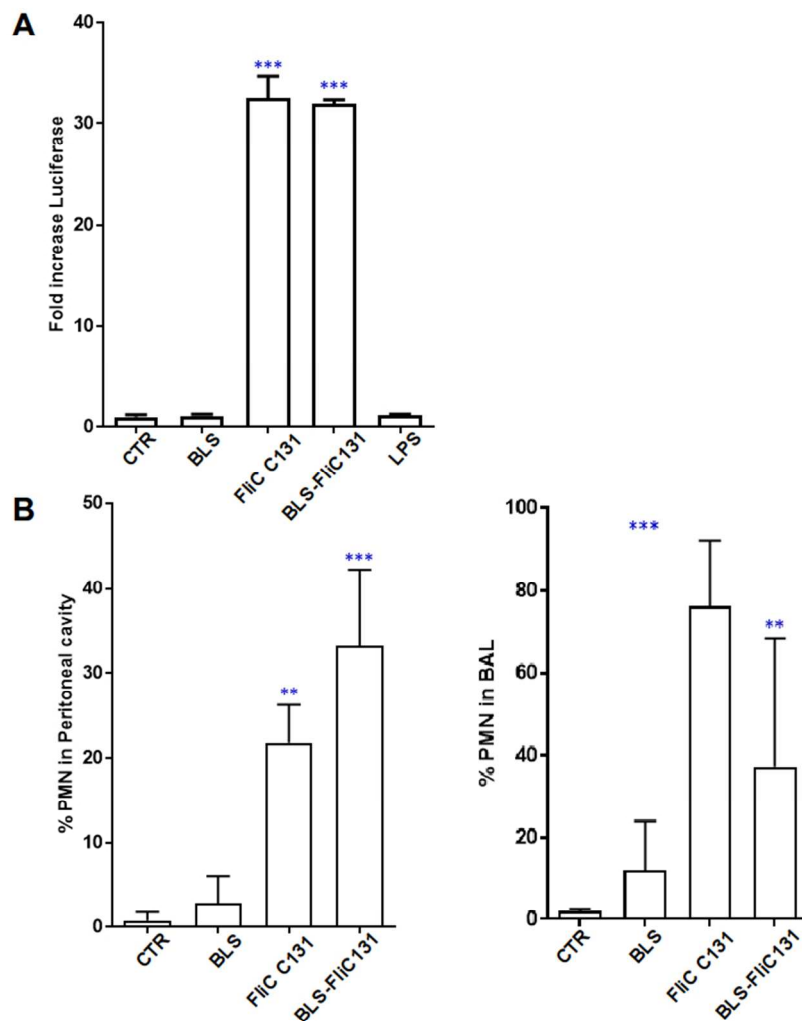 A
Fold increase Luciferase
40
30
20
10
0
***
***
CTR
BLS
FliC C131
BLS-FliC131
LPS
B
% PMN in Peritoneal cavity
50
40
30
20
10
0
**
***
CTR
BLS
FliC C131
BLS-FliC131
% PMN in BAL
100
80
60
40
20
0
***
**
CTR
BLS
FliC C131
BLS-FliC131